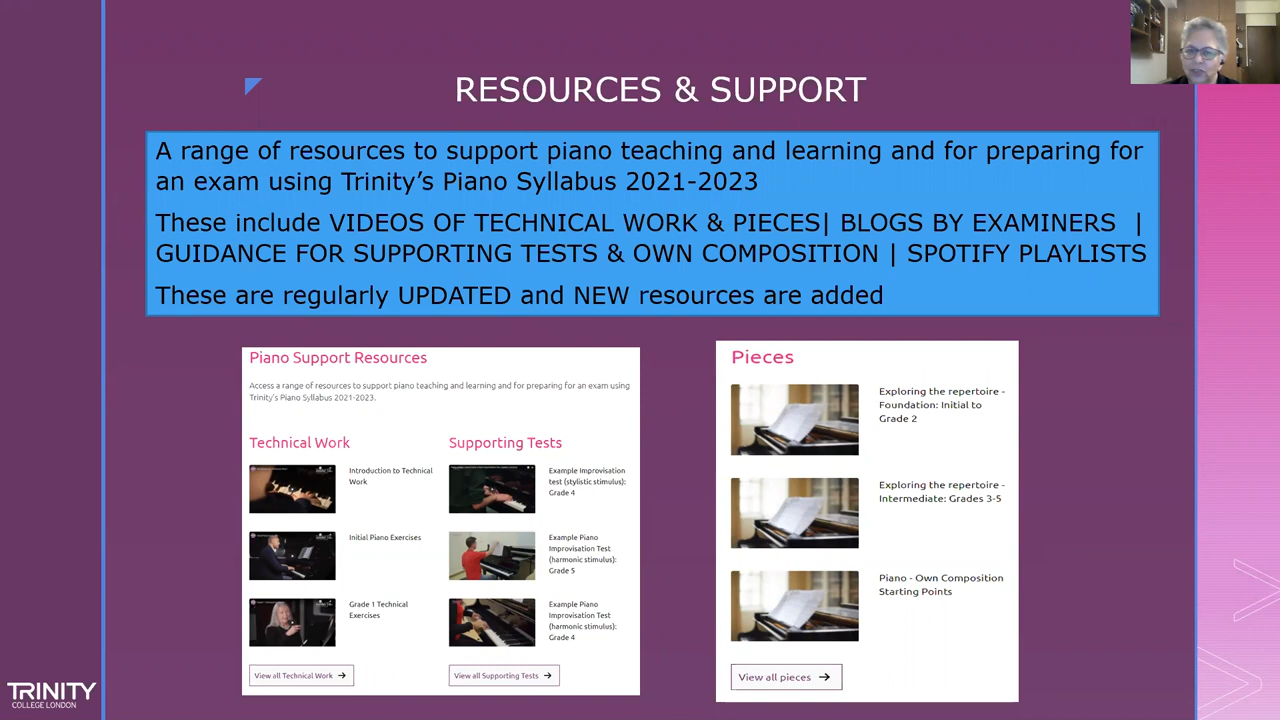 RESOURCES & SUPPORT
A range of resources to support piano teaching and learning and for preparing for
an exam using Trinity's Piano Syllabus 2021-2023
These include VIDEOS OF TECHNICAL WORK & PIECES| BLOGS BY EXAMINERS |
GUIDANCE FOR SUPPORTING TESTS & OWN COMPOSITION | SPOTIFY PLAYLISTS
These are regularly UPDATED and NEW resources are added
Piano Support Resources
Access a range of resources to support piano teaching and learning and for preparing for an exam using
Trinity's Piano Syllabus 2021-2023.
Technical Work
Introduction to Technical
Work
Initial Piano Exercises
Grade 1 Technical
Exercises
View all Technical Work
Supporting Tests
Example Improvisation
test (stylistic stimulus):
Grade 4
Example Piano
Improvisation Test
(harmonic stimulus):
Grade 5
Example Piano
Improvisation Test
(harmonic stimulus):
Grade 4
View all Supporting Tests
Pieces
Exploring the repertoire -
Foundation: Initial to
Grade 2
Exploring the repertoire -
Intermediate: Grades 3-5
Piano - Own Composition
Starting Points
View all pieces
TRINITY
COLLEGE LONDON